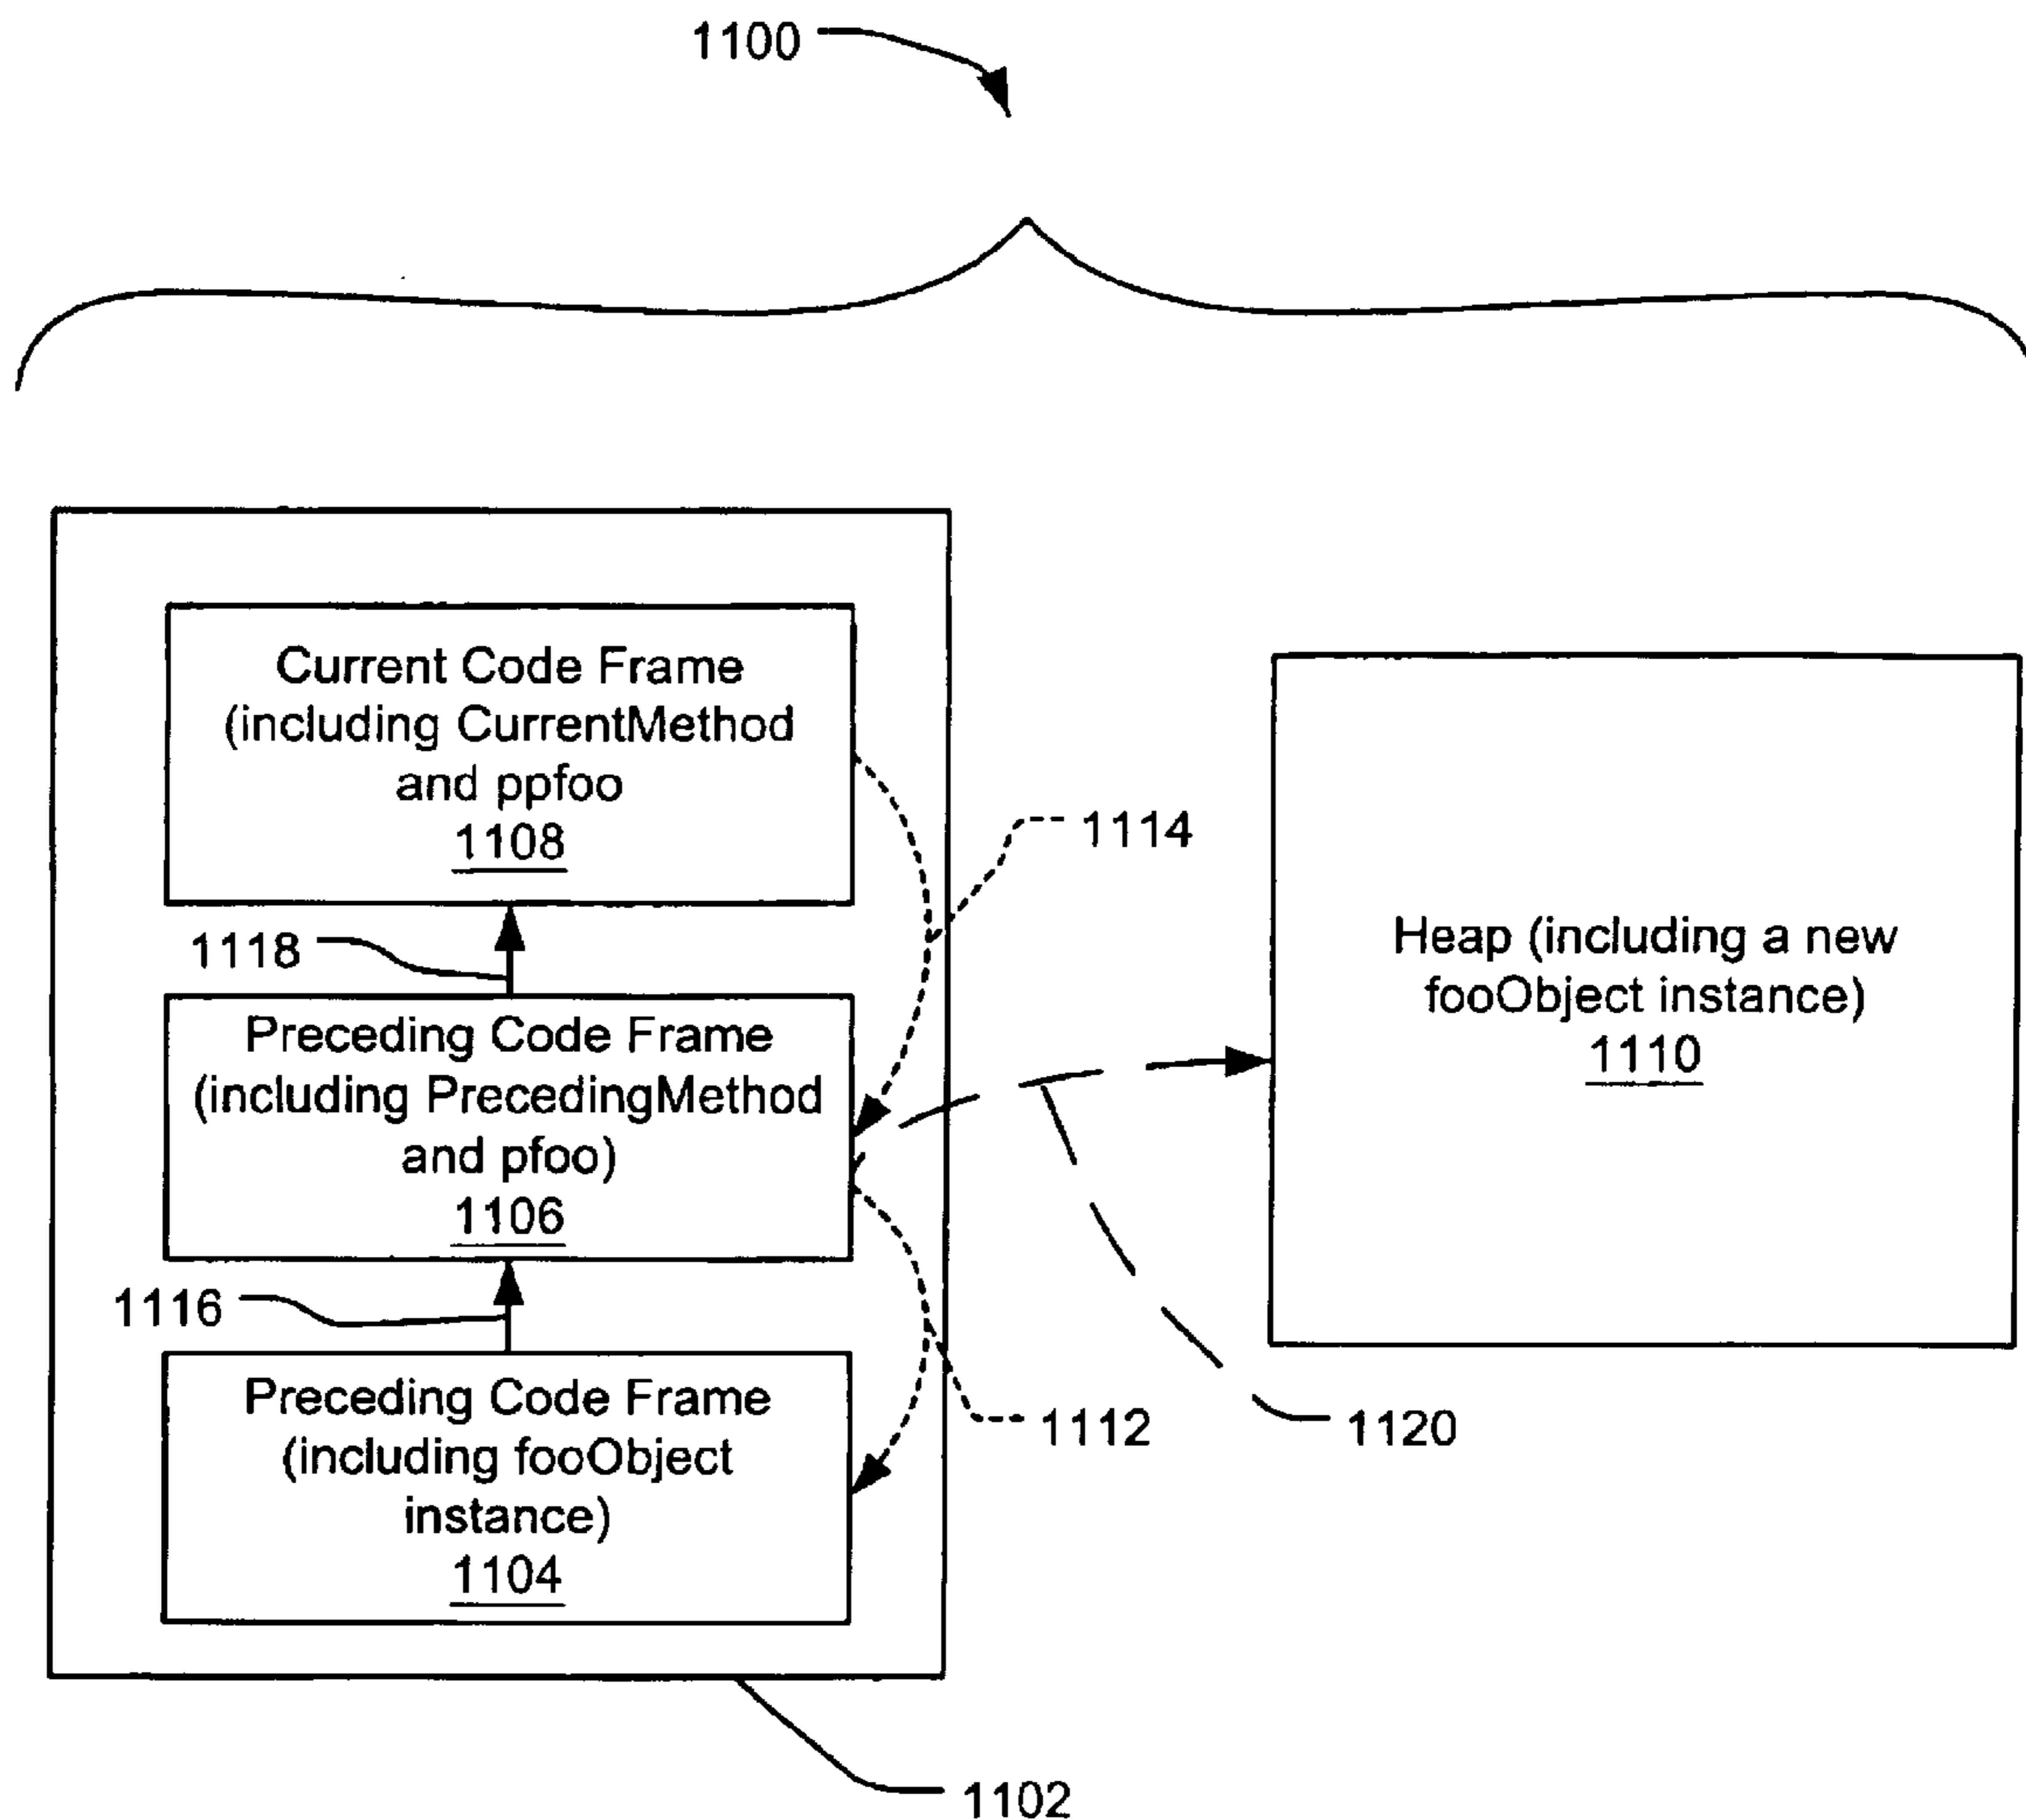 1100
Current Code Frame
(including CurrentMethod
and ppfoo
1108
1114
1118
Preceding Code Frame
(including PrecedingMethod
and pfoo)
1106
Heap (including a new
fooObject instance)
1110
1116
Preceding Code Frame
(including fooObject
instance)
1104
1112
1120
1102